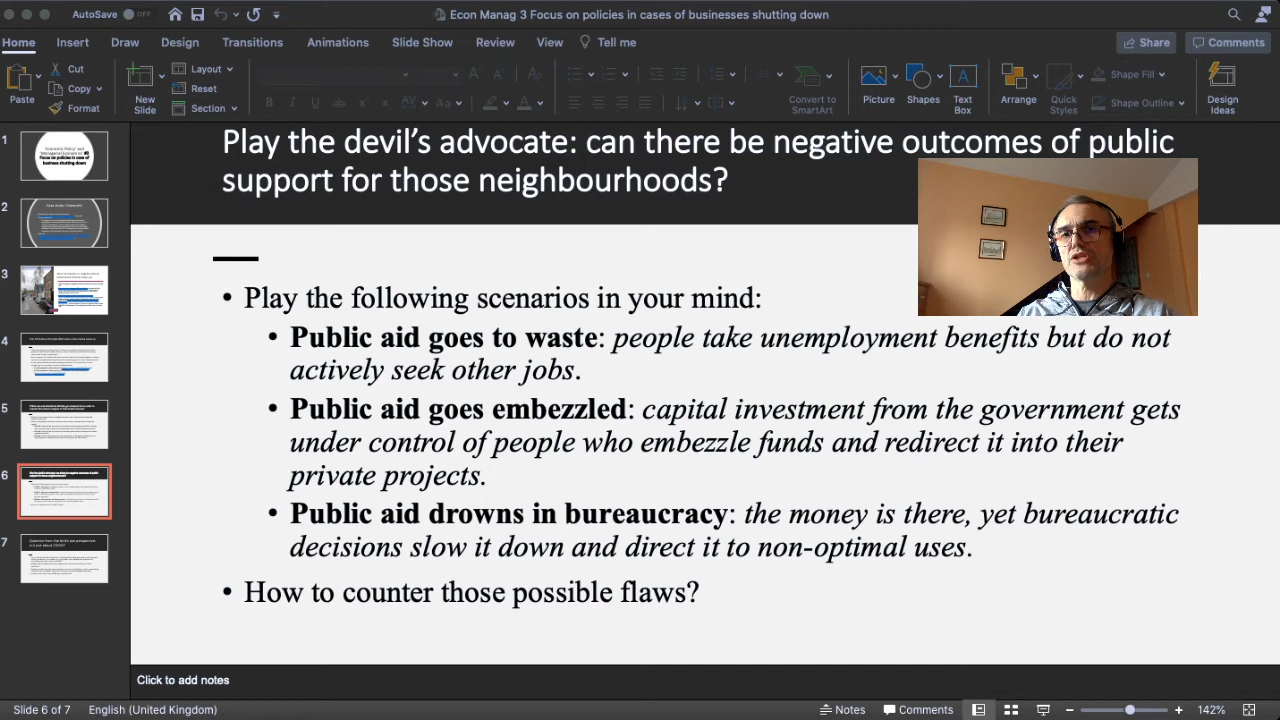 AutoSave OFF
Econ Manag 3 Focus on policies in cases of businesses shutting down
Home Insert Draw Design Transitions Animations Slide Show Review View Tell me Share Comments
Paste
Cut
Copy
Format
New Slide
Layout
Reset
Section
Convert to SmartArt
Picture
Shapes
Text Box
Arrange
Quick Styles
Shape Fill
Shape Outline
Design Ideas
1
2
3
4
5
6
7
Play the devil’s advocate: can there be negative outcomes of public
support for those neighbourhoods?
• Play the following scenarios in your mind:
• Public aid goes to waste: people take unemployment benefits but do not
actively seek other jobs.
• Public aid goes embezzled: capital investment from the government gets
under control of people who embezzle funds and redirect it into their
private projects.
• Public aid drowns in bureaucracy: the money is there, yet bureaucratic
decisions slow it down and direct it to non-optimal uses.
• How to counter those possible flaws?
Click to add notes
Slide 6 of 7 English (United Kingdom) Notes Comments 142%